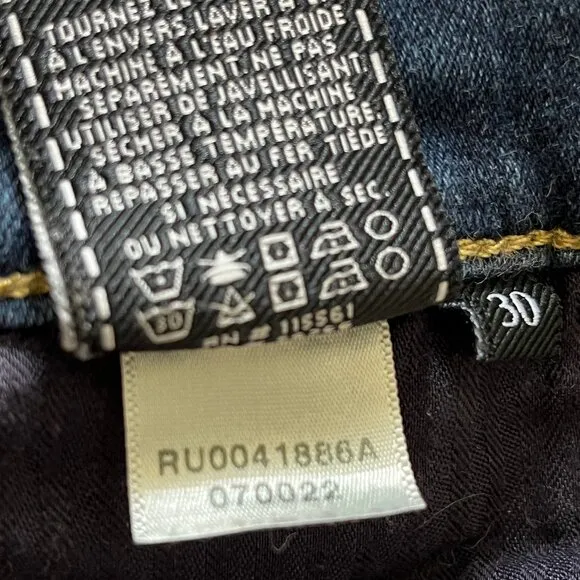 TOURNEZ
À L'ENVERS LAVER À LA
MACHINE À L'EAU FROIDE
SÉPARÉMENT. NE PAS
UTILISER DE JAVELLISANT.
SÉCHER À LA MACHINE
À BASSE TEMPÉRATURE.
REPASSER AU FER TIÈDE
SI NÉCESSAIRE
OU NETTOYER À SEC.
30
RN # 115561
30
RU0041886A
070022